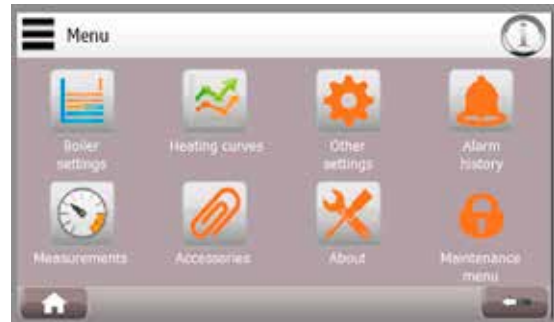 Menu
Boiler
settings
Heating curves
Other
settings
Alarm
history
Measurements
Accessories
About
Maintenance
menu